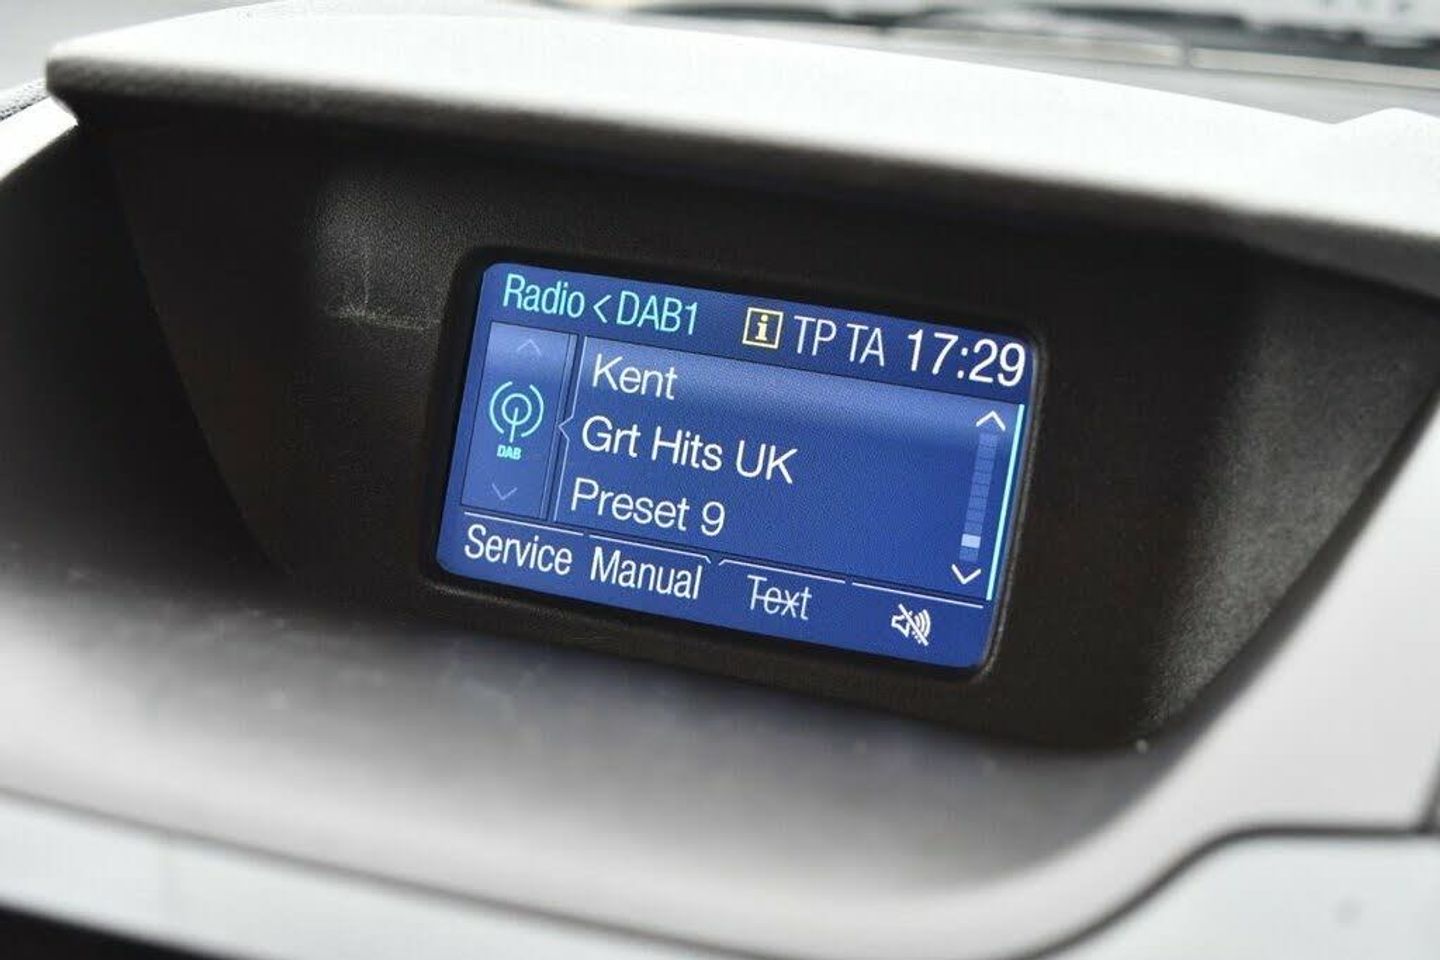 Radio < DAB1 i TP TA 17:29
DAB
Kent
Grt Hits UK
Preset 9
Service Manual Text